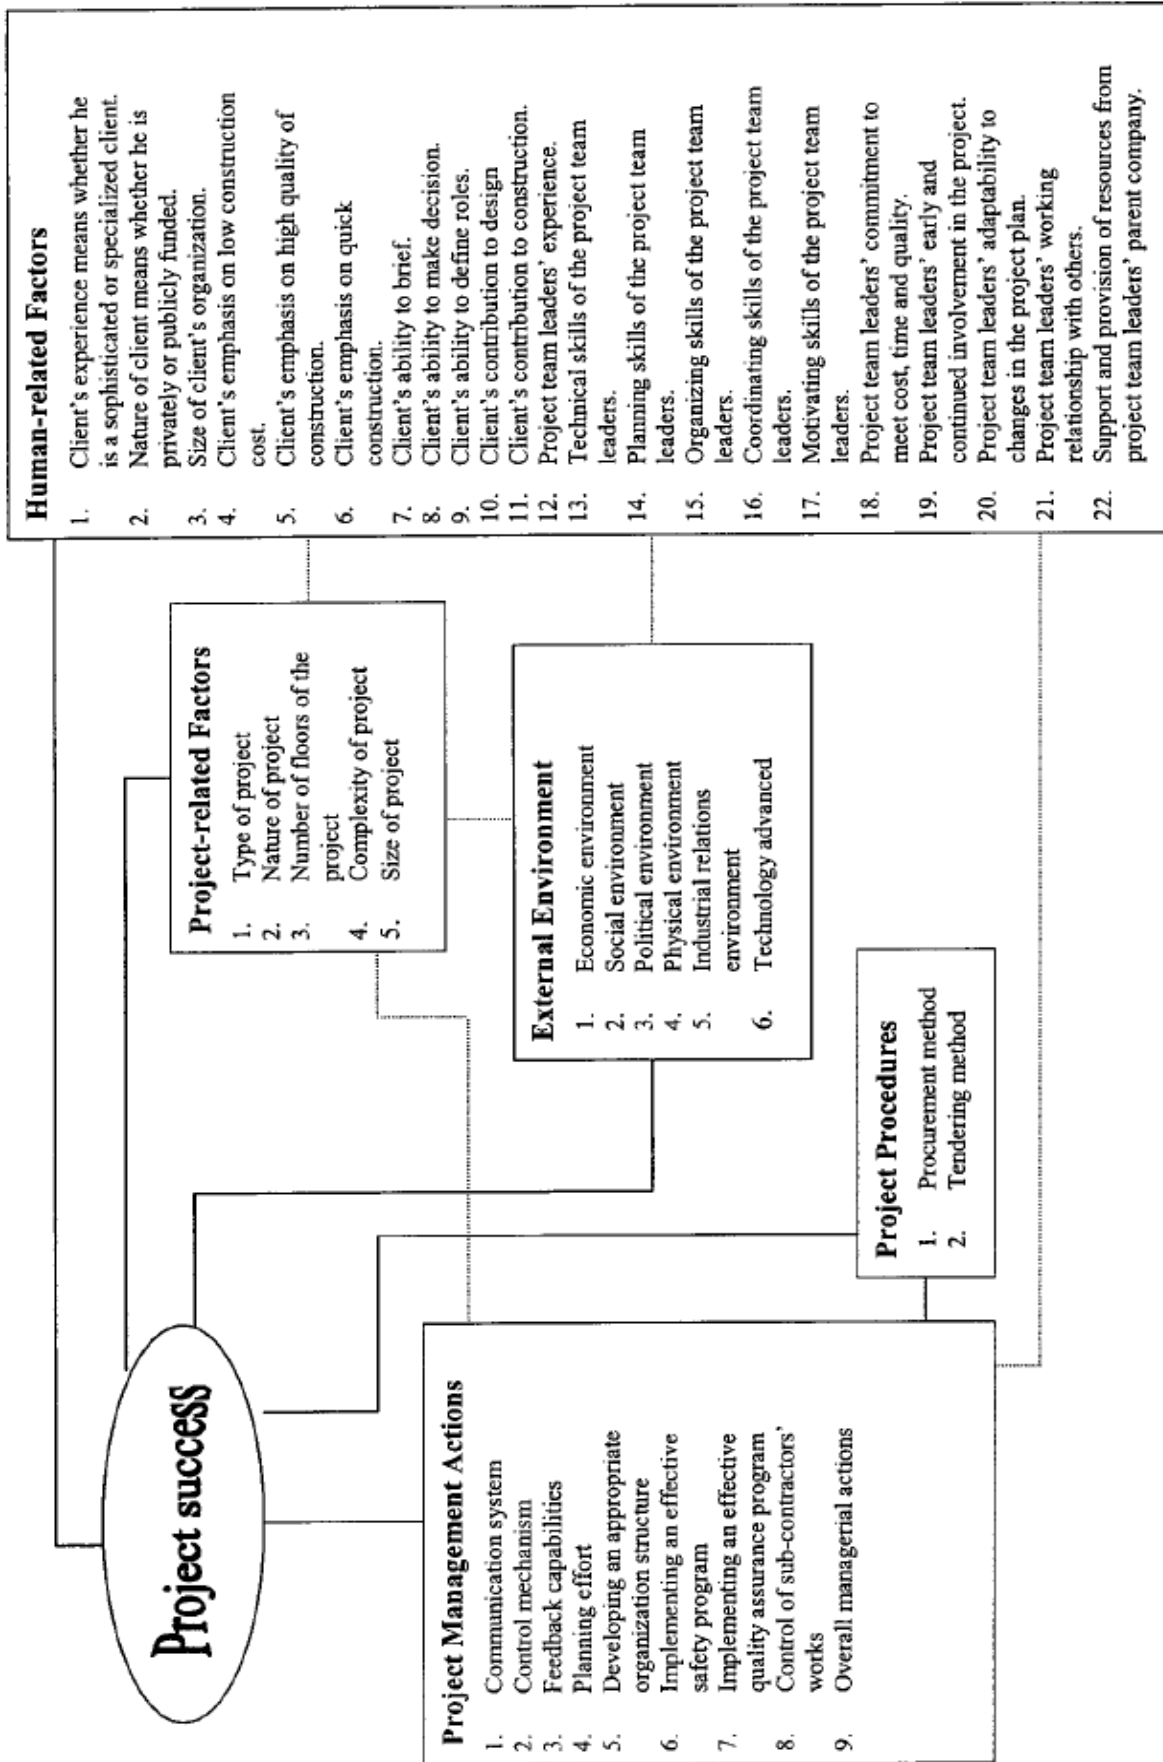 Project success
Human-related Factors
1. Client's experience means whether he
is a sophisticated or specialized client.
2. Nature of client means whether he is
privately or publicly funded.
3. Size of client's organization.
4. Client's emphasis on low construction
cost.
5. Client's emphasis on high quality of
construction.
6. Client's emphasis on quick
construction.
7. Client's ability to brief.
8. Client's ability to make decision.
9. Client's ability to define roles.
10. Client's contribution to design
11. Client's contribution to construction.
12. Project team leaders' experience.
13. Technical skills of the project team
leaders.
14. Planning skills of the project team
leaders.
15. Organizing skills of the project team
leaders.
16. Coordinating skills of the project team
leaders.
17. Motivating skills of the project team
leaders.
18. Project team leaders' commitment to
meet cost, time and quality.
19. Project team leaders' early and
continued involvement in the project.
20. Project team leaders' adaptability to
changes in the project plan.
21. Project team leaders' working
relationship with others.
22. Support and provision of resources from
project team leaders' parent company.
Project-related Factors
1. Type of project
2. Nature of project
3. Number of floors of the
project
4. Complexity of project
5. Size of project
External Environment
1. Economic environment
2. Social environment
3. Political environment
4. Physical environment
5. Industrial relations
environment
6. Technology advanced
Project Procedures
1. Procurement method
2. Tendering method
Project Management Actions
1. Communication system
2. Control mechanism
3. Feedback capabilities
4. Planning effort
5. Developing an appropriate
organization structure
6. Implementing an effective
safety program
7. Implementing an effective
quality assurance program
8. Control of sub-contractors'
works
9. Overall managerial actions